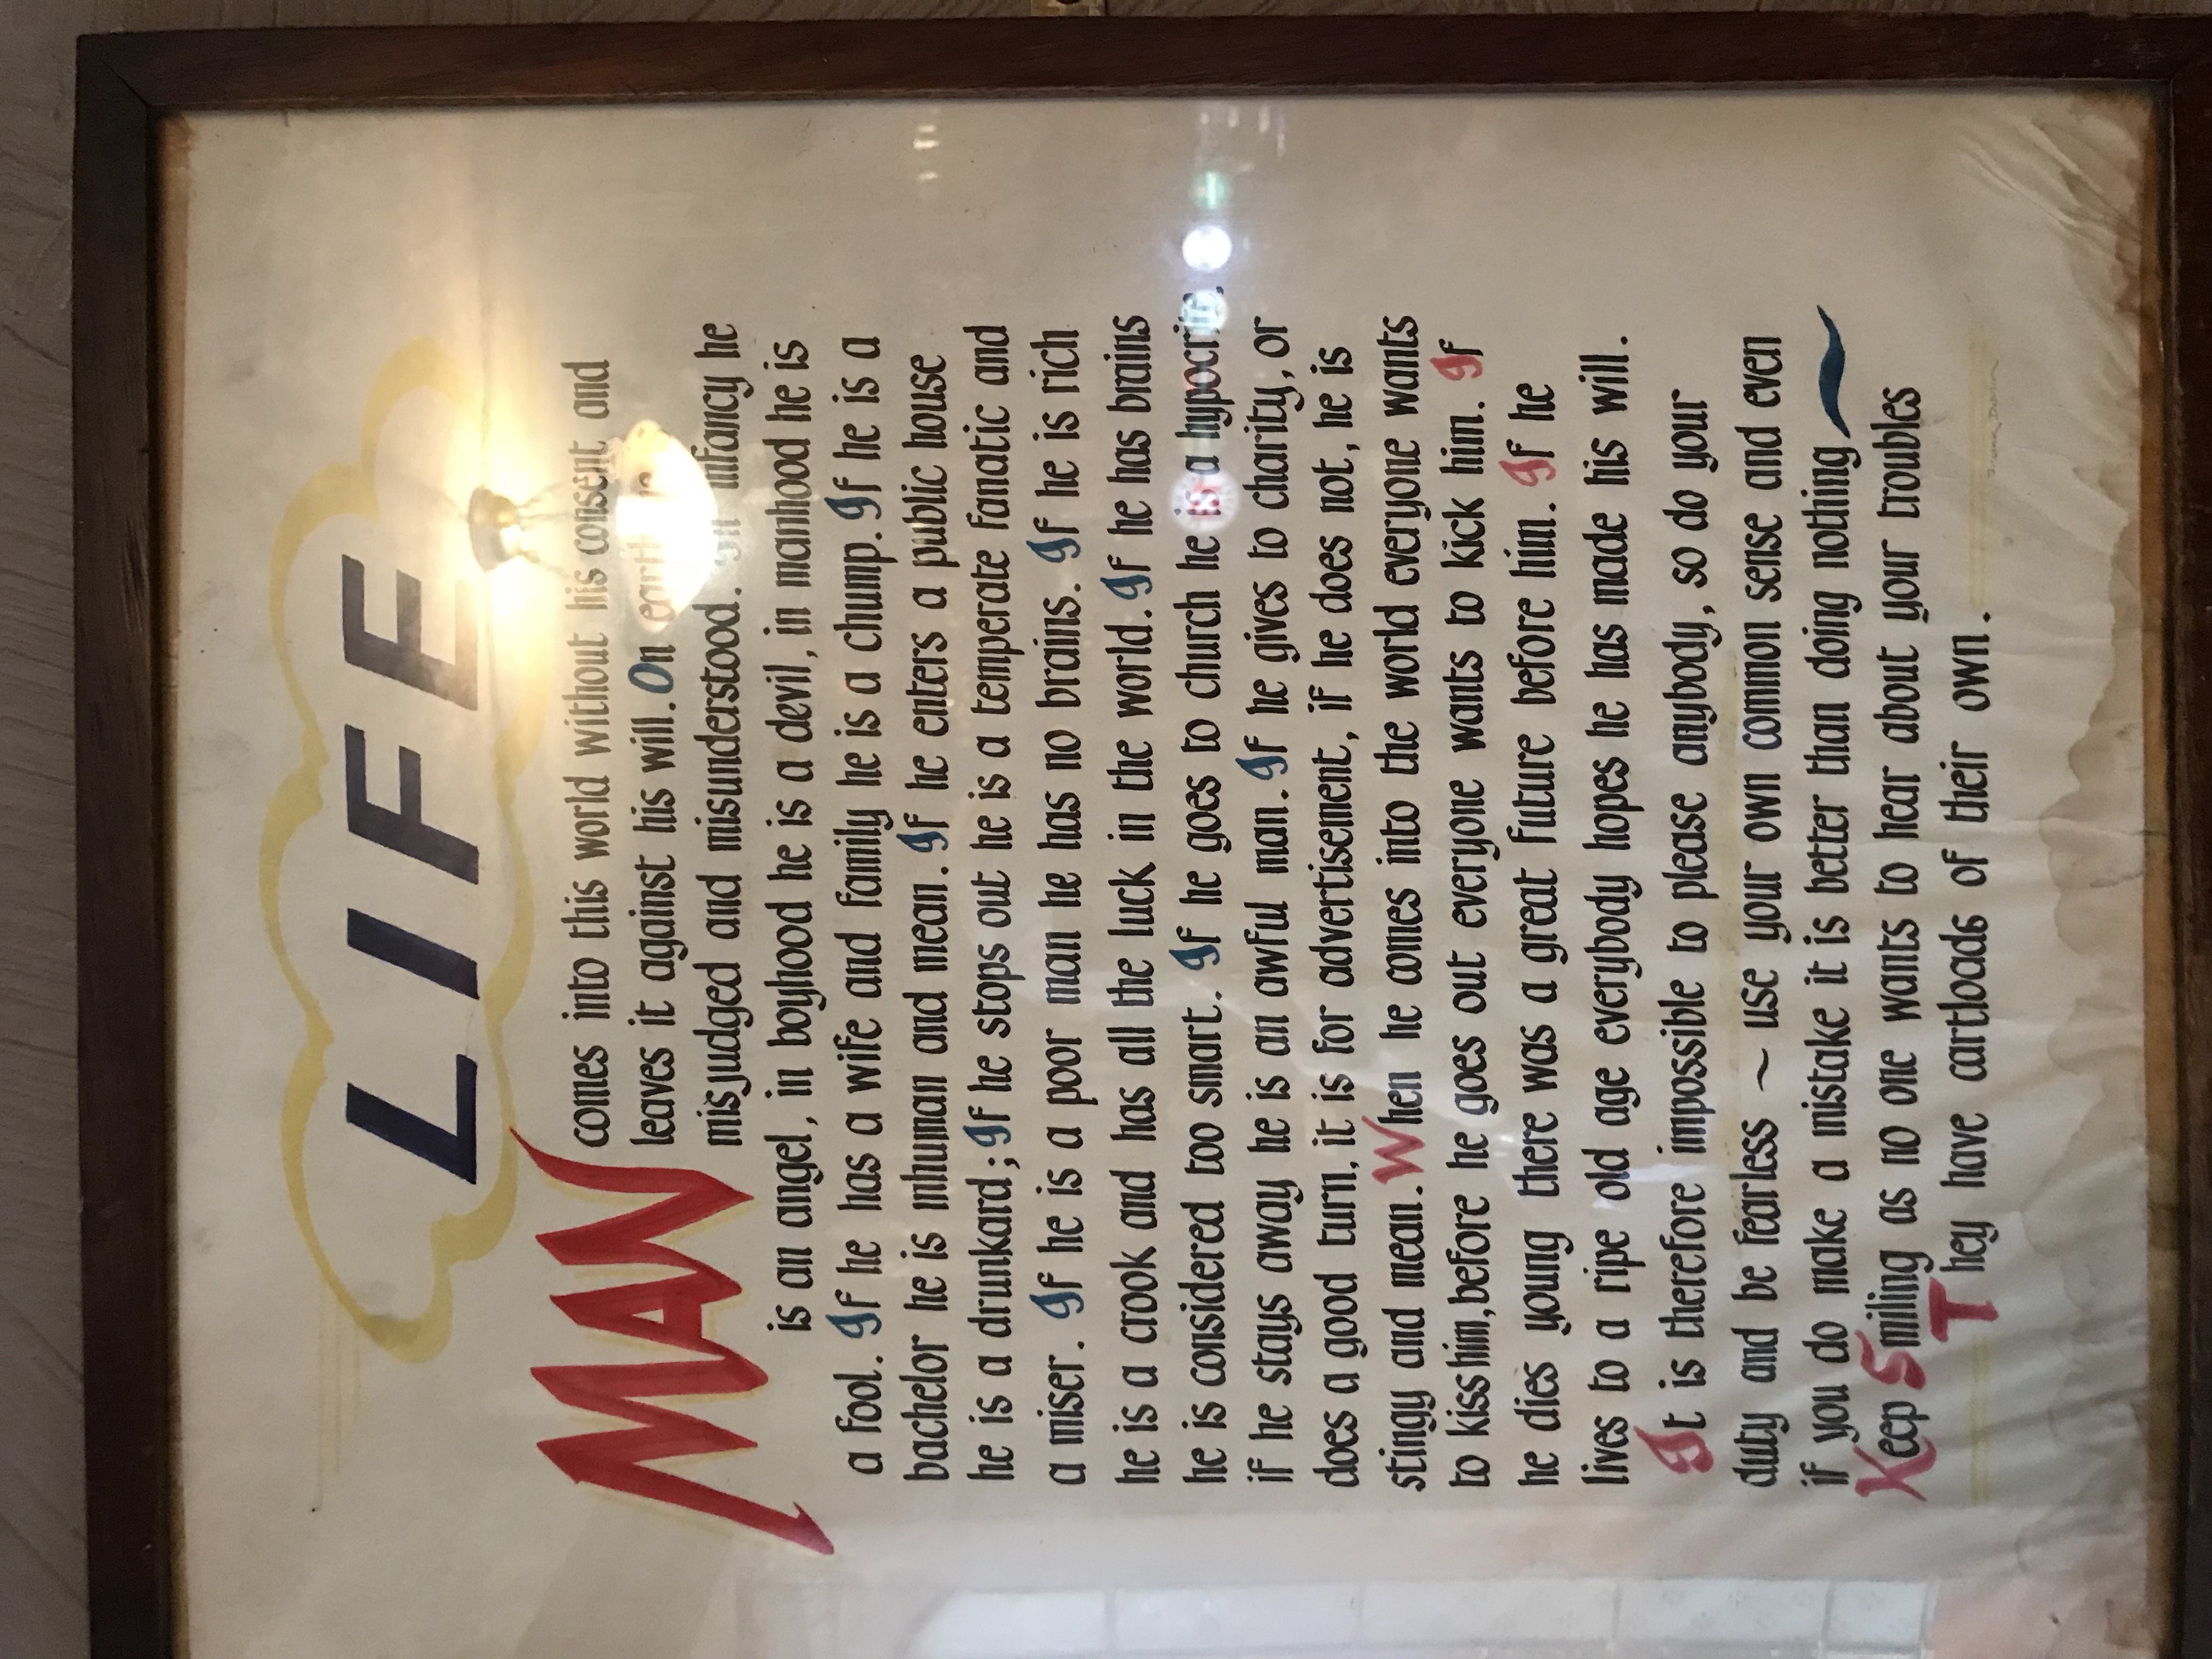 LIFE
MAN comes into this world without his consent and
leaves it against his will. On earth
misjudged and misunderstood. In infancy he
is an angel, in boyhood he is a devil, in manhood he is
a fool. If he has a wife and family he is a chump. If he is a
bachelor he is inhuman and mean. If he enters a public house
he is a drunkard; If he stops out he is a temperate fanatic and
a miser. If he is a poor man he has no brains. If he is rich
he is a crook and has all the luck in the world. If he has brains
he is considered too smart. If he goes to church he is a hypocrite,
if he stays away he is an awful man. If he gives to charity, or
does a good turn, it is for advertisement, if he does not, he is
stingy and mean. When he comes into the world everyone wants
to kiss him, before he goes out everyone wants to kick him. If
he dies young there was a great future before him. If he
lives to a ripe old age everybody hopes he has made his will.
It is therefore impossible to please anybody, so do your
duty and be fearless ~ use your own common sense and even
if you do make a mistake it is better than doing nothing ~
Keep Smiling as no one wants to hear about your troubles
They have cartloads of their own.